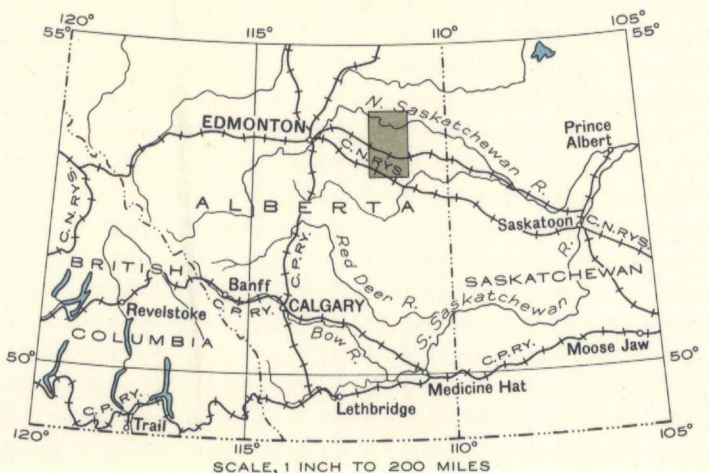 120°
55°
115°
110°
105°
55°
N. Saskatchewan R.
EDMONTON
Prince Albert
C.N.RYS.
C.N.RYS.
ALBERTA
Saskatoon
C.N.RYS.
C.P.RY.
Red Deer R.
R.
BRITISH
SASKATCHEWAN
Banff
C.P.RY.
CALGARY
Revelstoke
S. Saskatchewan
Bow R.
COLUMBIA
C.P.RY.
Moose Jaw
50°
50°
Medicine Hat
Lethbridge
C.P.RY.
Trail
120°
115°
110°
105°
SCALE, 1 INCH TO 200 MILES